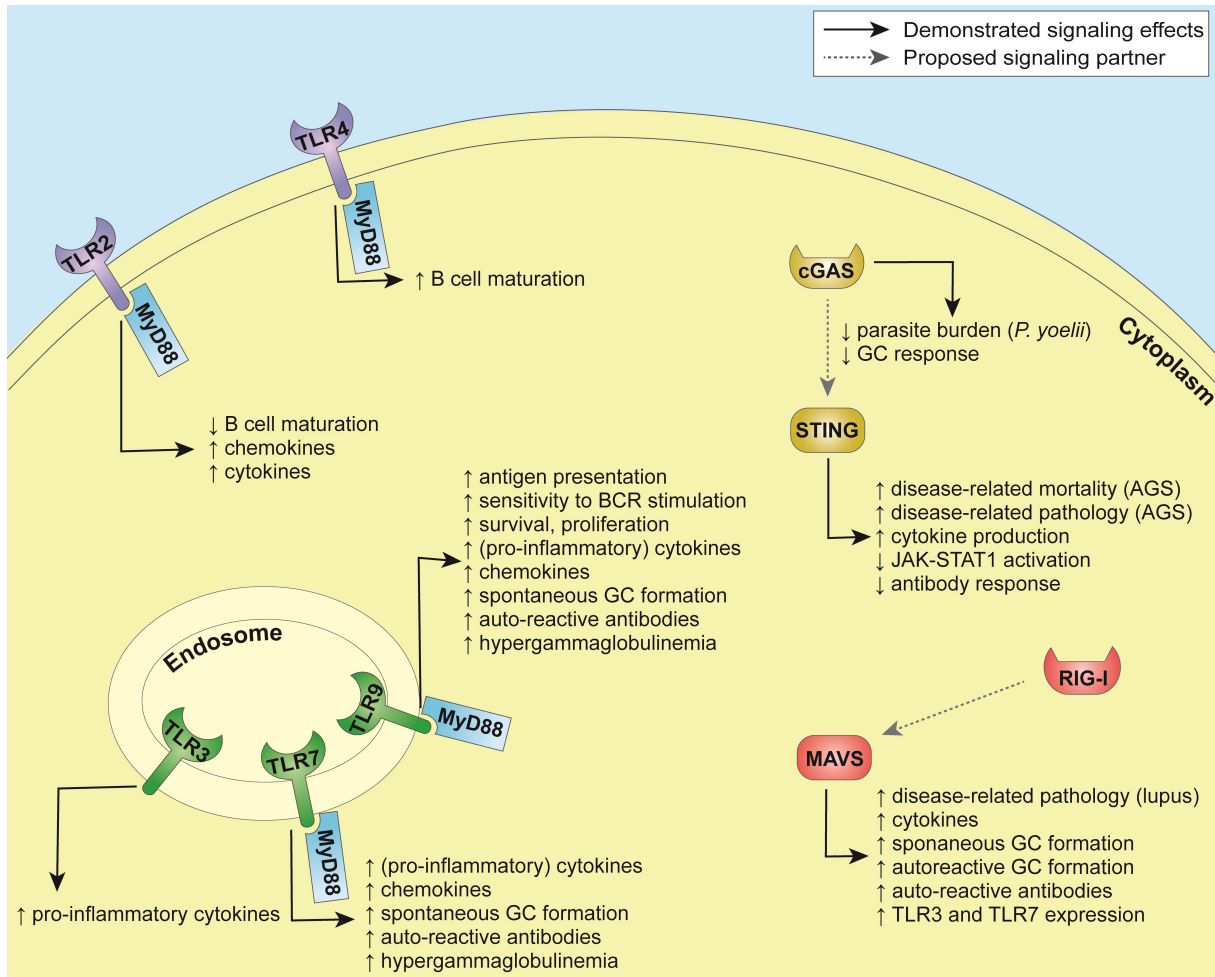 Demonstrated signaling effects
Proposed signaling partner
TLR4
MyD88
↑ B cell maturation
TLR2
MyD88
↓ B cell maturation
↑ chemokines
↑ cytokines
cGAS
↓ parasite burden (P. yoelii)
↓ GC response
Cytoplasm
STING
↑ disease-related mortality (AGS)
↑ disease-related pathology (AGS)
↑ cytokine production
↓ JAK-STAT1 activation
↓ antibody response
↑ antigen presentation
↑ sensitivity to BCR stimulation
↑ survival, proliferation
↑ (pro-inflammatory) cytokines
↑ chemokines
↑ spontaneous GC formation
↑ auto-reactive antibodies
↑ hypergammaglobulinemia
Endosome
TLR9
MyD88
TLR3
TLR7
MyD88
↑ pro-inflammatory cytokines
↑ (pro-inflammatory) cytokines
↑ chemokines
↑ spontaneous GC formation
↑ auto-reactive antibodies
↑ hypergammaglobulinemia
RIG-I
MAVS
↑ disease-related pathology (lupus)
↑ cytokines
↑ sponaneous GC formation
↑ autoreactive GC formation
↑ auto-reactive antibodies
↑ TLR3 and TLR7 expression